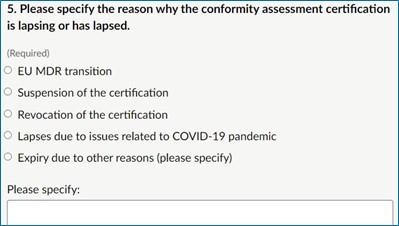 5. Please specify the reason why the conformity assessment certification
is lapsing or has lapsed.
(Required)
EU MDR transition
Suspension of the certification
Revocation of the certification
Lapses due to issues related to COVID-19 pandemic
Expiry due to other reasons (please specify)
Please specify: